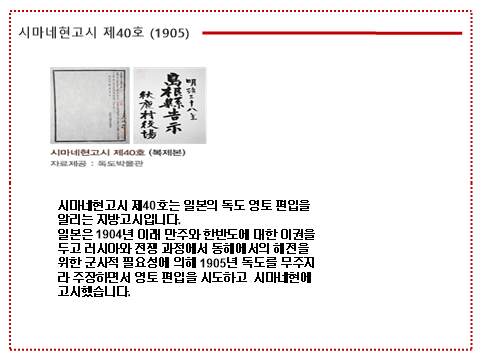 시마네현고시 제40호 (1905)
明治三十八年
島根縣告示
秋鹿村役場
시마네현고시 제40호 (복제본)
자료제공 : 독도박물관
시마네현고시 제40호는 일본의 독도 영토 편입을
알리는 지방고시입니다.
일본은 1904년 이래 만주와 한반도에 대한 이권을
두고 러시아와 전쟁 과정에서 동해에서의 해전을
위한 군사적 필요성에 의해 1905년 독도를 무주지
라 주장하면서 영토 편입을 시도하고 시마네현에
고시했습니다.